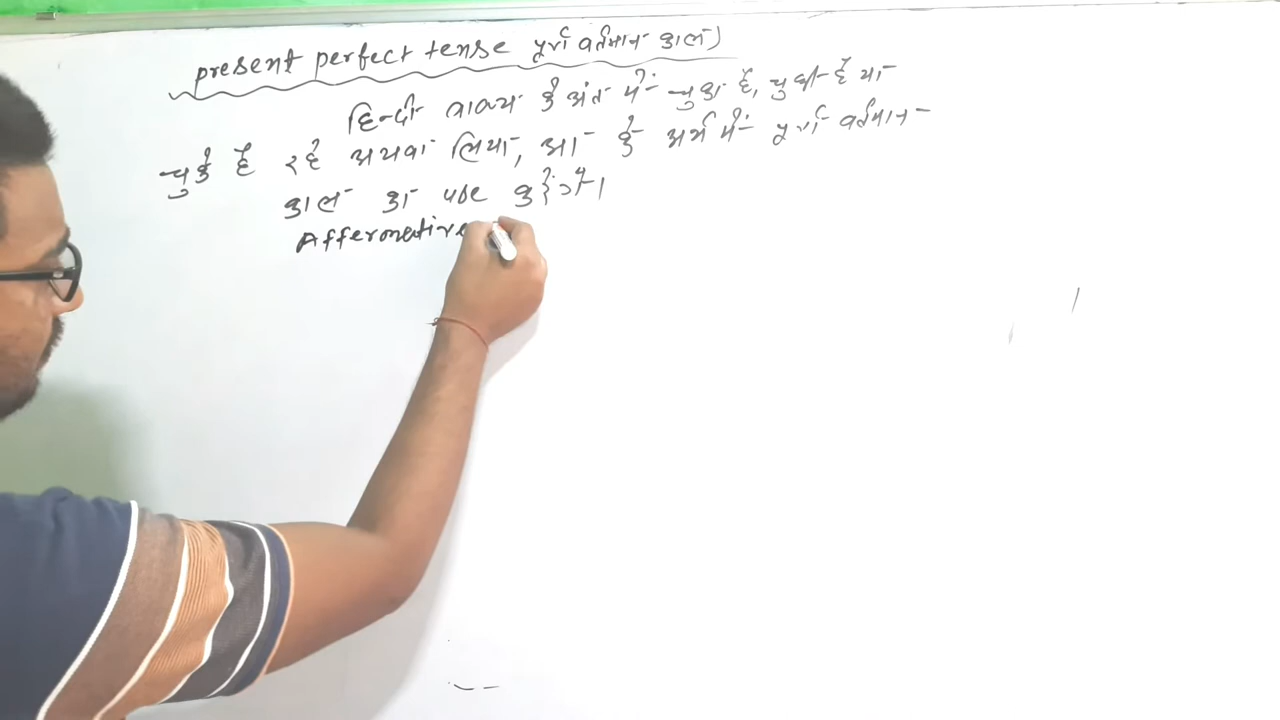 present perfect tense पूर्ण वर्तमान काल)
हिन्दी वाक्य के अंत में चुका है, चुकी है या
चुके है रहे अथवा लिया, आ के अर्थ में पूर्ण वर्तमान
काल का use करेंगे।
Affermative